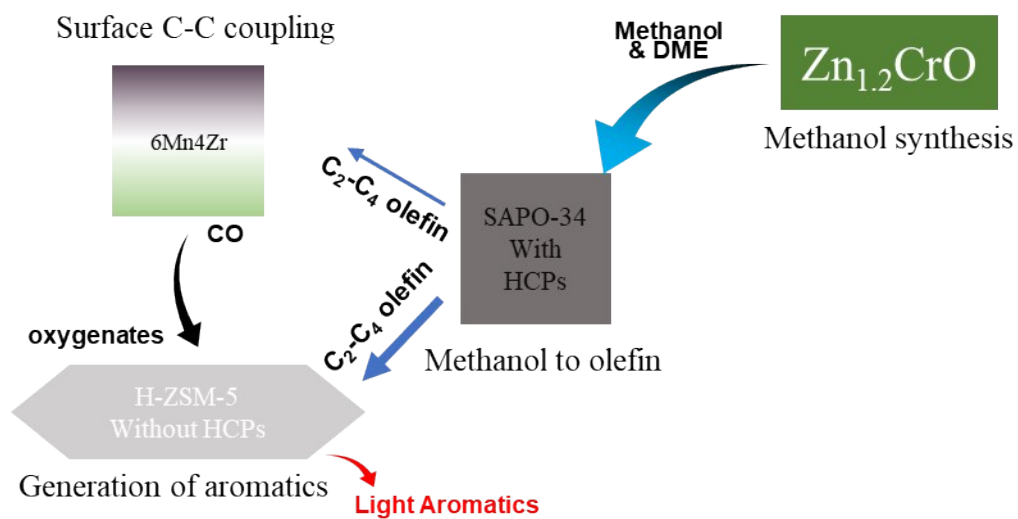 Surface C-C coupling
6Mn4Zr
CO
oxygenates
H-ZSM-5
Without HCPs
Generation of aromatics
Light Aromatics
C₂-C₄ olefin
C₂-C₄ olefin
SAPO-34
With
HCPs
Methanol to olefin
Methanol
& DME
Zn₁.₂CrO
Methanol synthesis